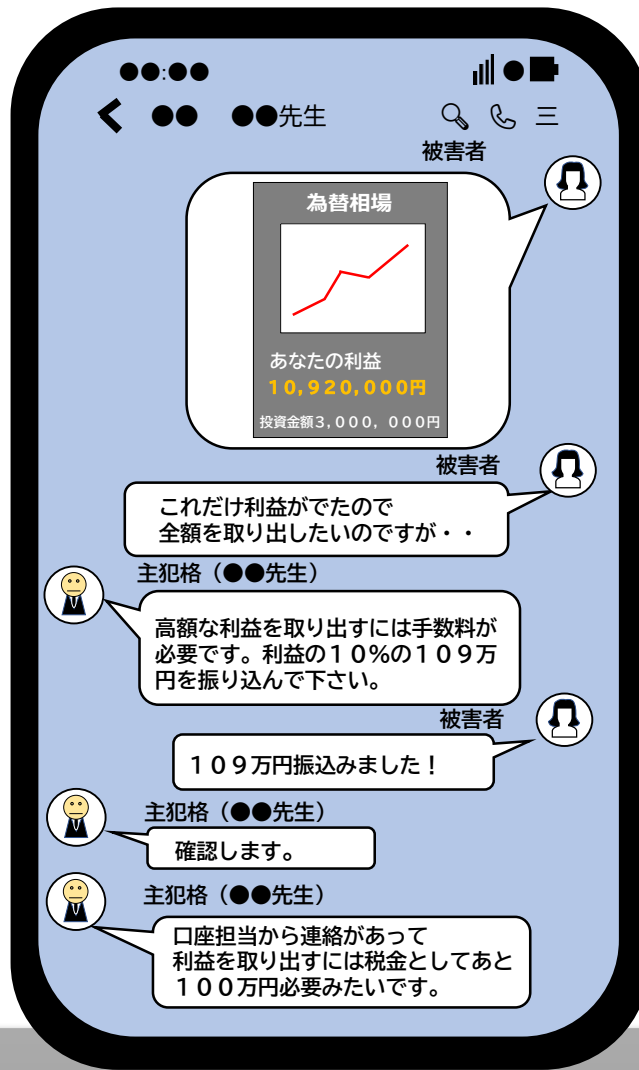 ●●:●●
●● ●●先生
被害者
為替相場
あなたの利益
10,920,000円
投資金額3,000,000円
被害者
これだけ利益がでたので
全額を取り出したいのですが・・
主犯格（●●先生）
高額な利益を取り出すには手数料が
必要です。利益の１０％の１０９万
円を振り込んで下さい。
被害者
１０９万円振込みました！
主犯格（●●先生）
確認します。
主犯格（●●先生）
口座担当から連絡があって
利益を取り出すには税金としてあと
１００万円必要みたいです。